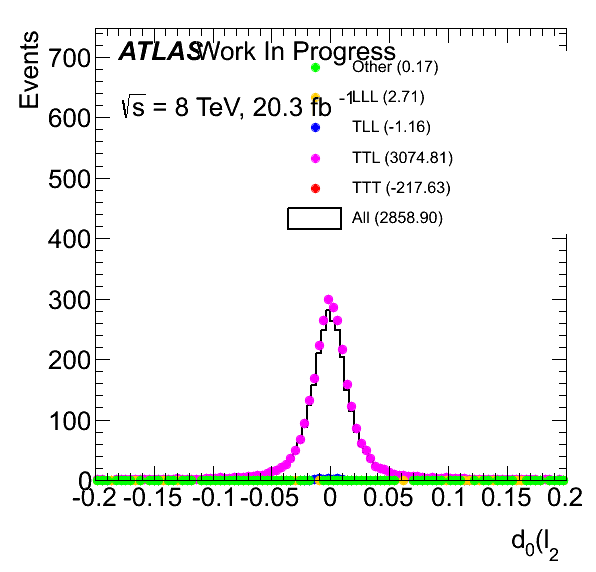 Events
ATLAS Work In Progress
√s = 8 TeV, 20.3 fb -1
Other (0.17)
LLL (2.71)
TLL (-1.16)
TTL (3074.81)
TTT (-217.63)
All (2858.90)
700
600
500
400
300
200
100
0
-0.2 -0.15 -0.1 -0.05 0 0.05 0.1 0.15 0.2
d0(l2